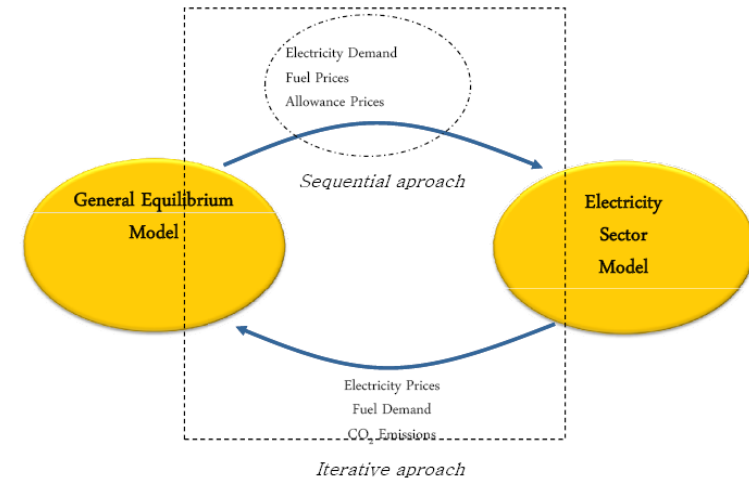 Electricity Demand
Fuel Prices
Allowance Prices
Sequential aproach
General Equilibrium
Model
Electricity
Sector
Model
Electricity Prices
Fuel Demand
CO₂ Emissions
Iterative aproach